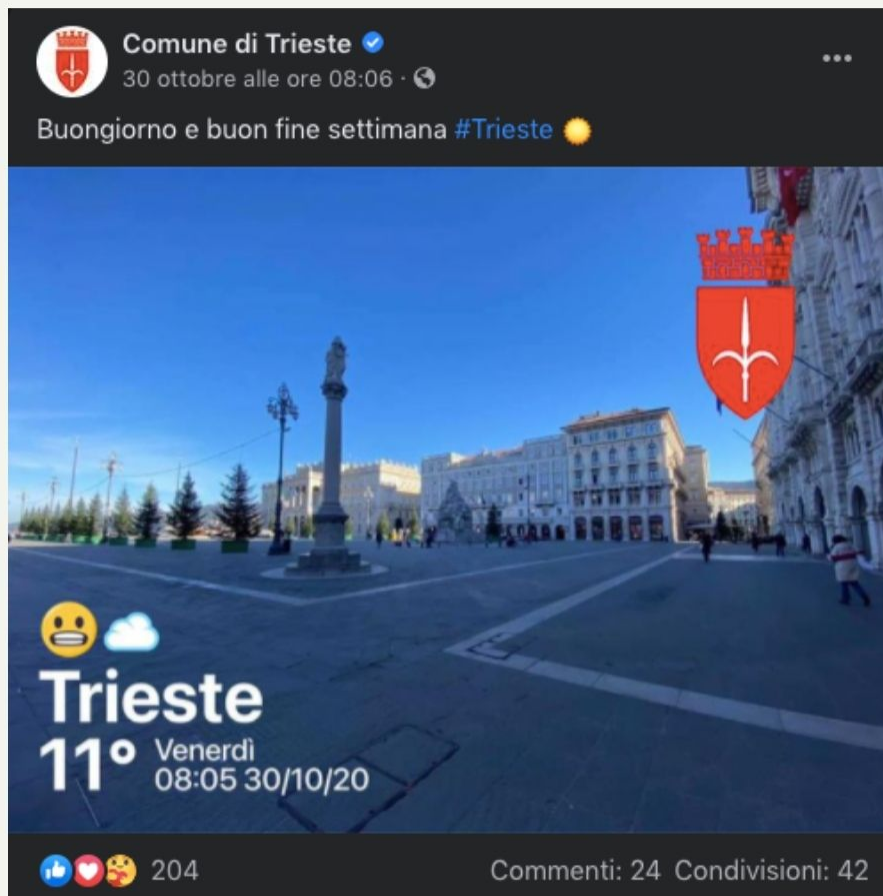 Comune di Trieste
30 ottobre alle ore 08:06 ·
Buongiorno e buon fine settimana #Trieste
Trieste
11° Venerdì
08:05 30/10/20
204 Commenti: 24 Condivisioni: 42